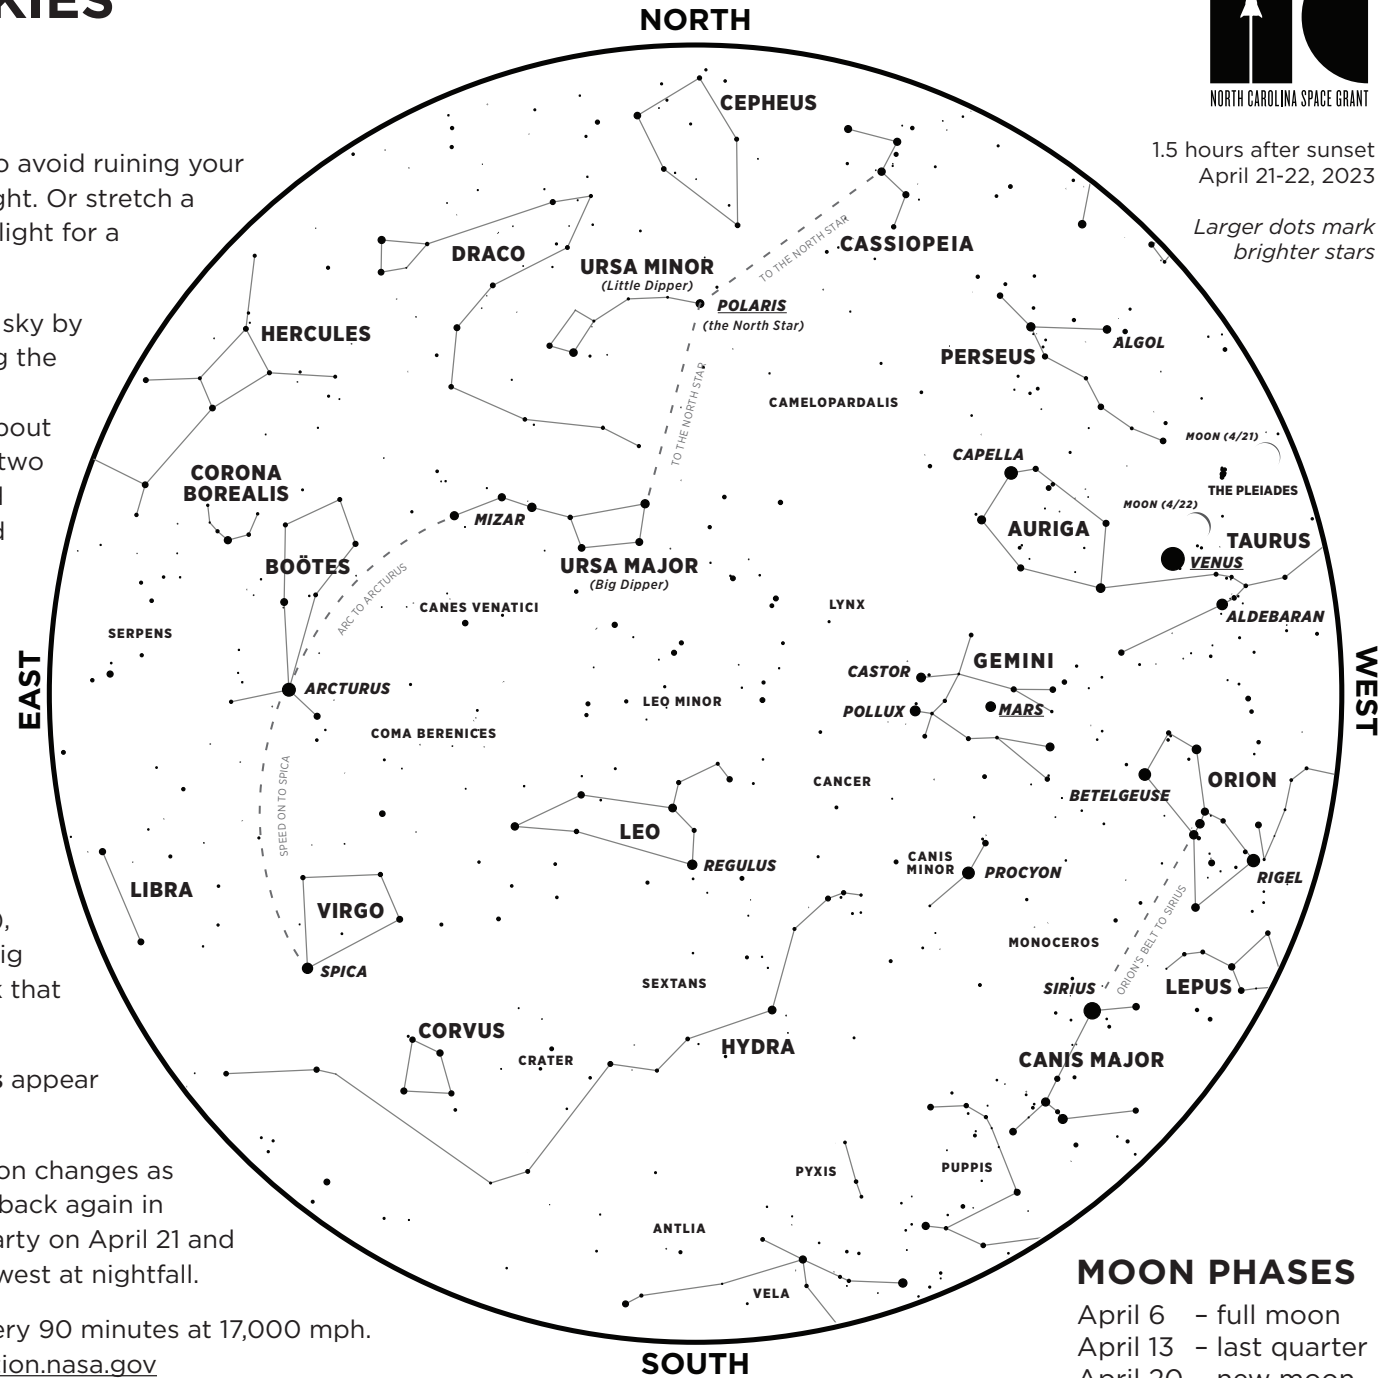 KIES
NORTH
NORTH CAROLINA SPACE GRANT
1.5 hours after sunset
April 21-22, 2023
Larger dots mark
brighter stars
o avoid ruining your
ght. Or stretch a
light for a
sky by
g the
bout
two
d
0,
ig
k that
s appear
on changes as
back again in
arty on April 21 and
west at nightfall.
ery 90 minutes at 17,000 mph.
tion.nasa.gov
CEPHEUS
CASSIOPEIA
TO THE NORTH STAR
DRACO
URSA MINOR
(Little Dipper)
POLARIS
(the North Star)
HERCULES
PERSEUS
ALGOL
TO THE NORTH STAR
CAMELOPARDALIS
MOON (4/21)
CAPELLA
CORONA
BOREALIS
THE PLEIADES
MOON (4/22)
MIZAR
AURIGA
TAURUS
VENUS
BOÖTES
URSA MAJOR
(Big Dipper)
ARC TO ARCTURUS
CANES VENATICI
LYNX
ALDEBARAN
SERPENS
EAST
WEST
GEMINI
CASTOR
ARCTURUS
LEO MINOR
POLLUX
MARS
COMA BERENICES
SPEED ON TO SPICA
CANCER
ORION
BETELGEUSE
LEO
REGULUS
CANIS
MINOR
PROCYON
RIGEL
LIBRA
VIRGO
ORION'S BELT TO SIRIUS
MONOCEROS
SPICA
SEXTANS
SIRIUS
LEPUS
CORVUS
CRATER
HYDRA
CANIS MAJOR
PYXIS
PUPPIS
ANTLIA
VELA
SOUTH
MOON PHASES
April 6 – full moon
April 13 – last quarter
April 20 – new moon